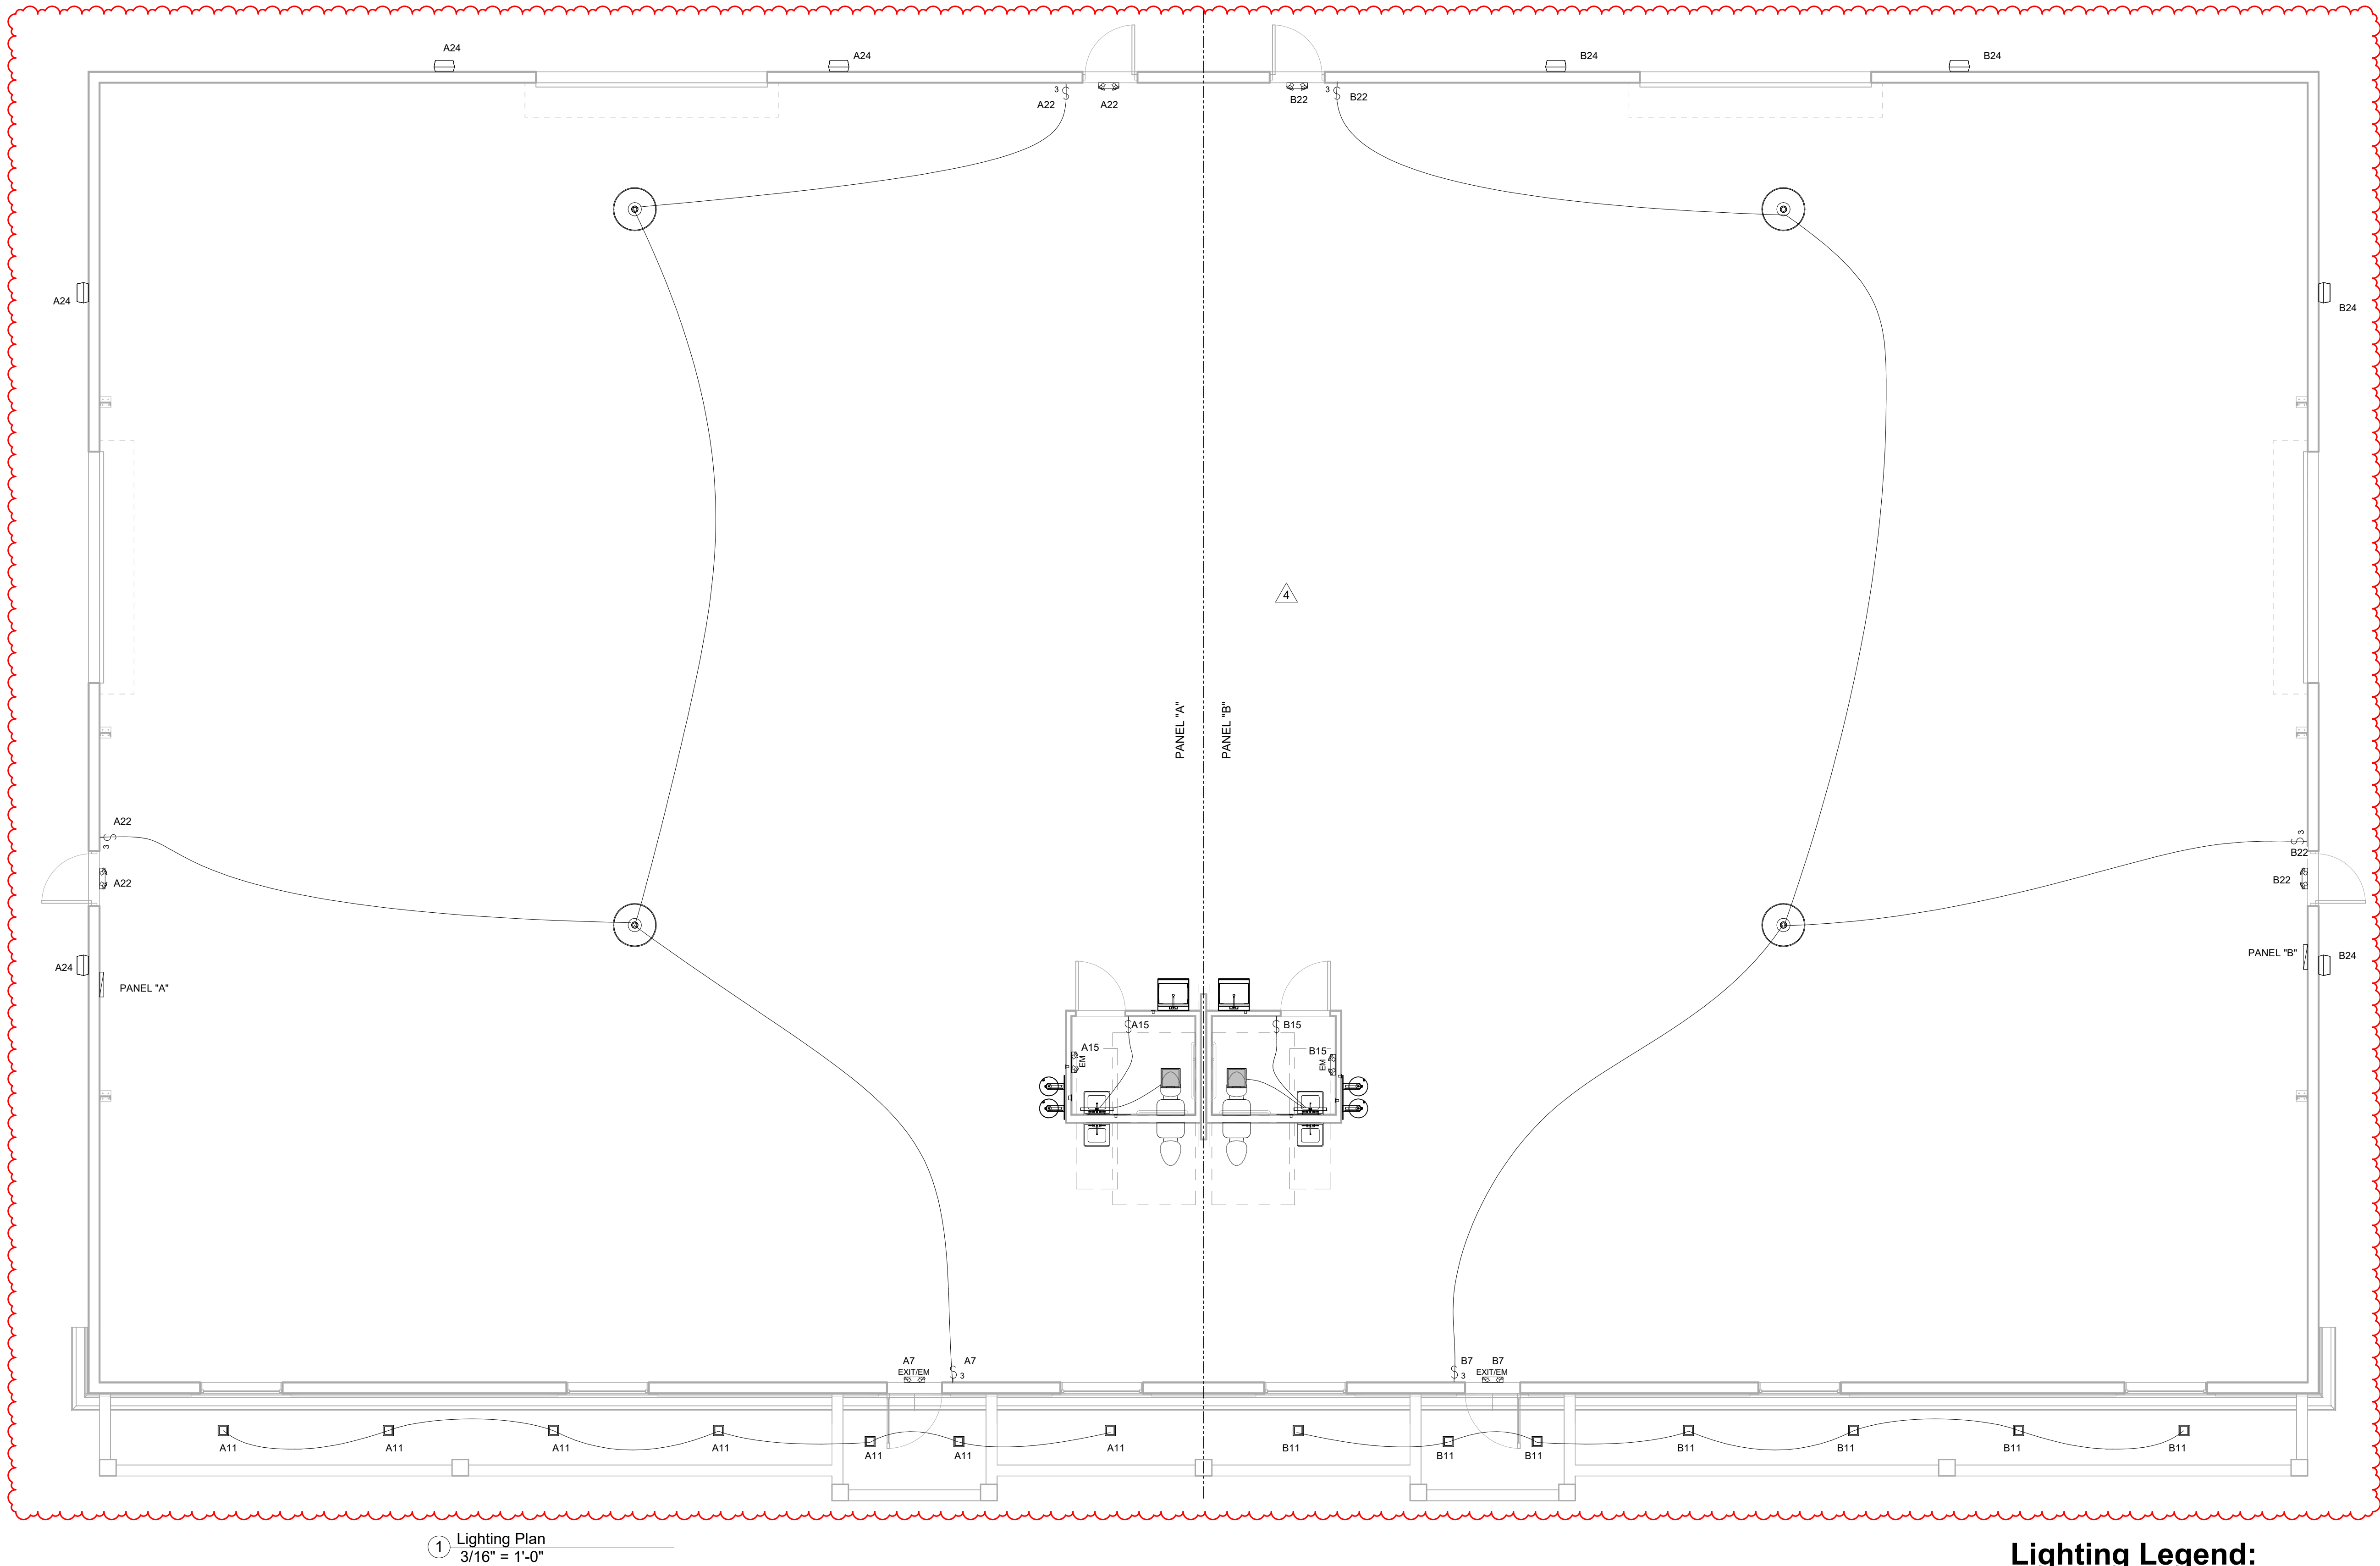 A24
A24
B24
B24
3
A22
A22
B22
3
B22
A24
B24
4
PANEL "A"
PANEL "B"
A22
3
A22
3
B22
B22
A24
PANEL "A"
PANEL "B"
B24
A15
B15
A15
EM
B15
EM
A7
EXIT/EM
A7
3
B7
3
B7
EXIT/EM
A11
A11
A11
A11
A11
A11
A11
B11
B11
B11
B11
B11
B11
B11
1
Lighting Plan
3/16" = 1'-0"
Lighting Legend: